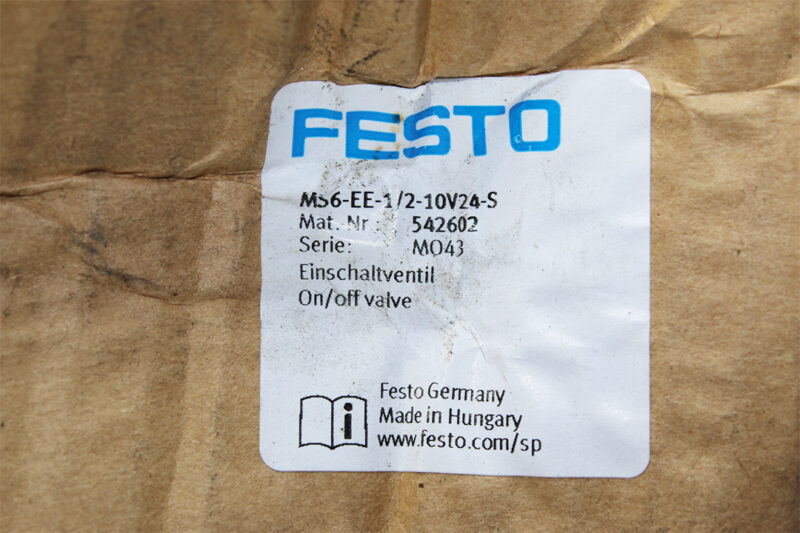 FESTO
MS6-EE-1/2-10V24-S
Mat. Nr.: 542602
Serie: MO43
Einschaltventil
On/off valve
Festo Germany
Made in Hungary
www.festo.com/sp